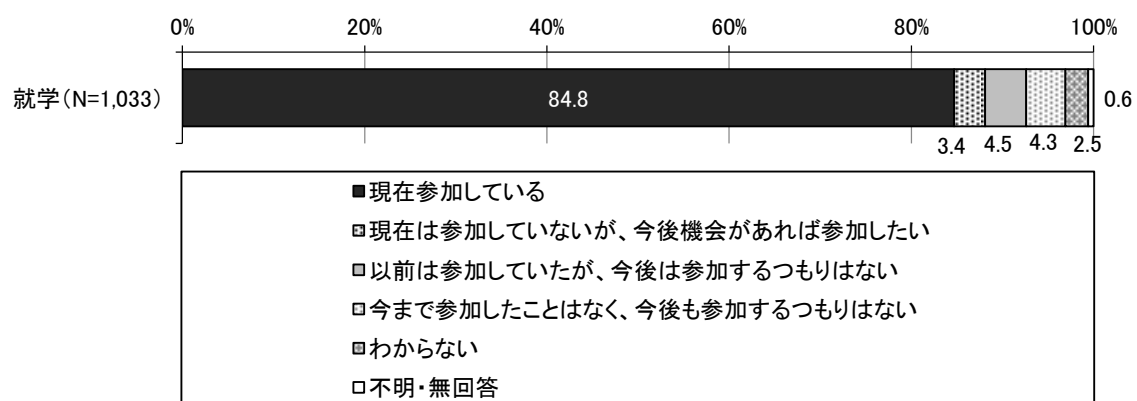 0% 20% 40% 60% 80% 100%
就学(N=1,033) 84.8 0.6
3.4 4.5 4.3 2.5
■現在参加している
現在は参加していないが、今後機会があれば参加したい
以前は参加していたが、今後は参加するつもりはない
今まで参加したことはなく、今後も参加するつもりはない
わからない
不明・無回答